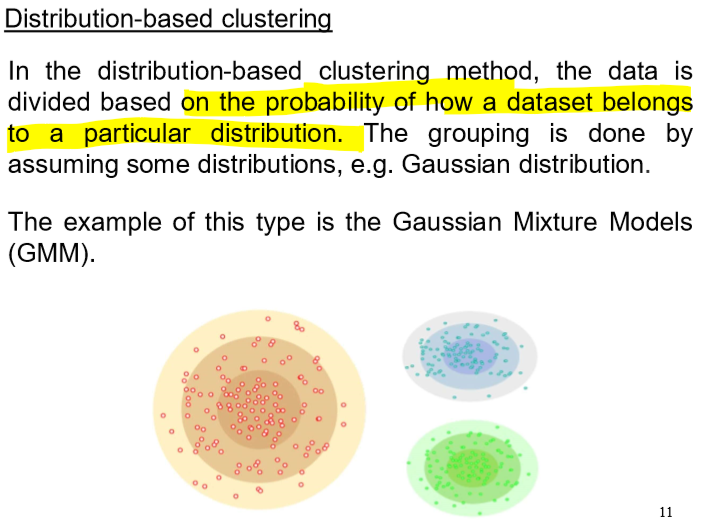 Distribution-based clustering
In the distribution-based clustering method, the data is
divided based on the probability of how a dataset belongs
to a particular distribution. The grouping is done by
assuming some distributions, e.g. Gaussian distribution.
The example of this type is the Gaussian Mixture Models
(GMM).
11